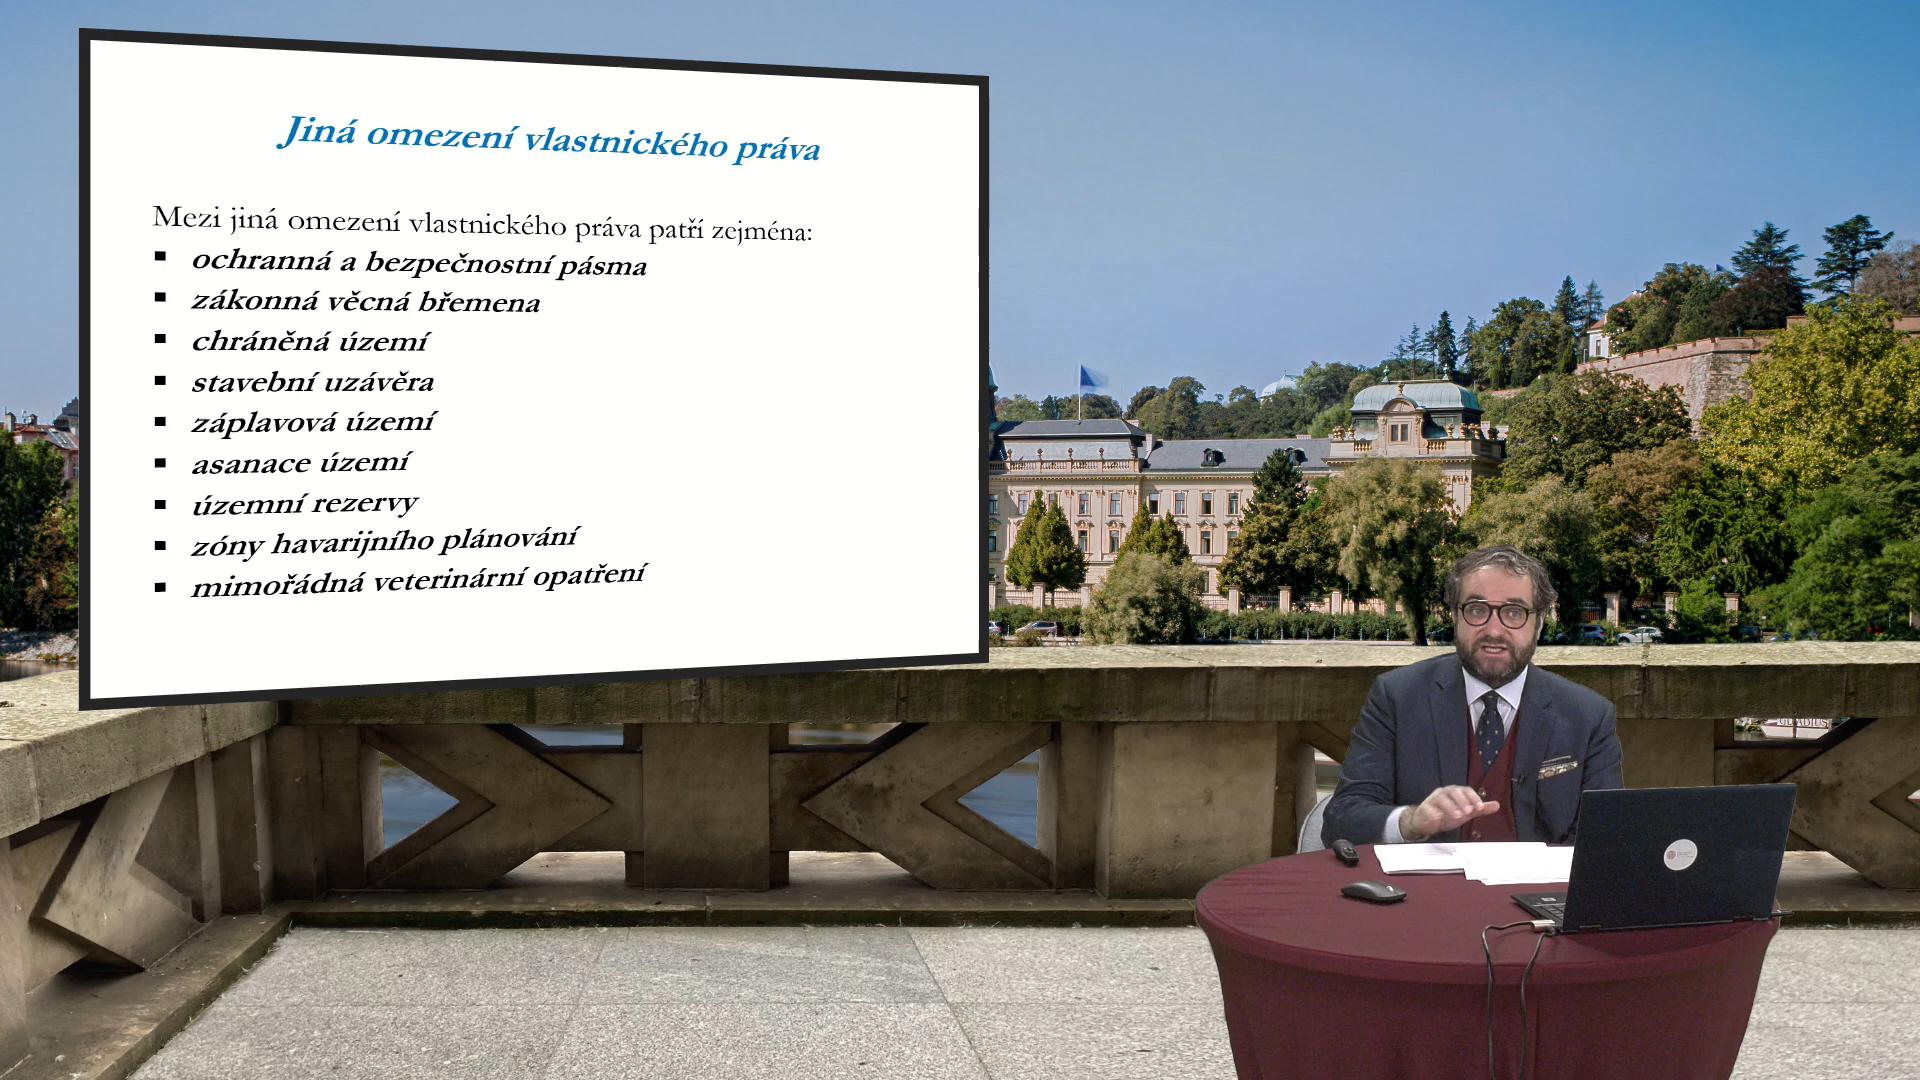 Jiná omezení vlastnického práva
Mezi jiná omezení vlastnického práva patří zejména:
▪ ochranná a bezpečnostní pásma
▪ zákonná věcná břemena
▪ chráněná území
▪ stavební uzávěra
▪ záplavová území
▪ asanace území
▪ územní rezervy
▪ zóny havarijního plánování
▪ mimořádná veterinární opatření